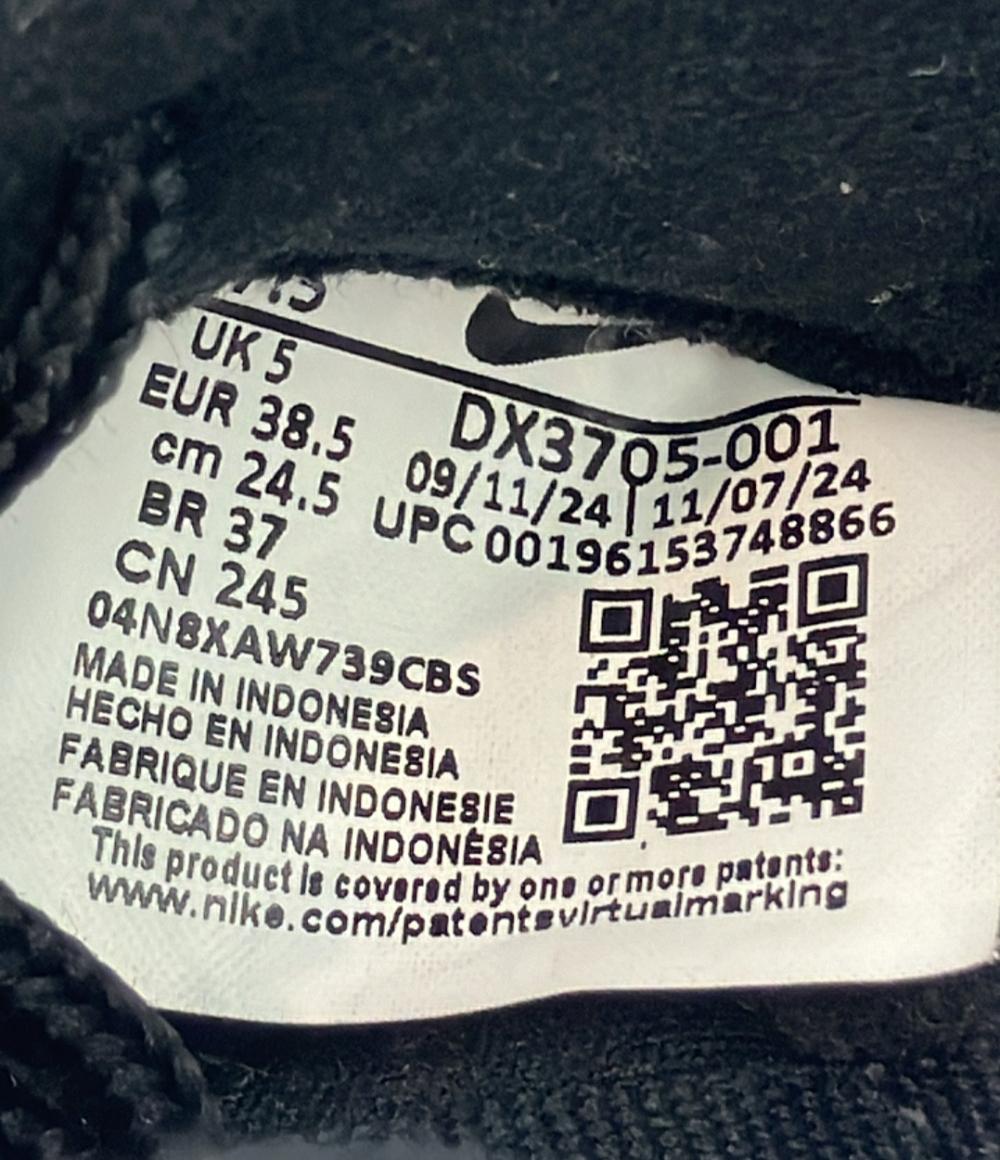 UK 5
EUR 38.5
cm 24.5
BR 37
CN 245
04N8XAW739CBS
DX3705-001
09/11/24 | 11/07/24
UPC 00196153748866
MADE IN INDONESIA
HECHO EN INDONESIA
FABRIQUE EN INDONESIE
FABRICADO NA INDONÉSIA
This product is covered by one or more patents:
www.nike.com/patentsvirtualmarking